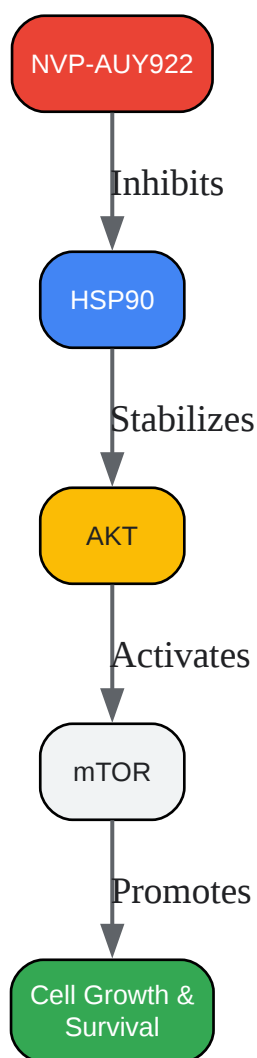 NVP-AUY922
Inhibits
HSP90
Stabilizes
AKT
Activates
mTOR
Promotes
Cell Growth &
Survival